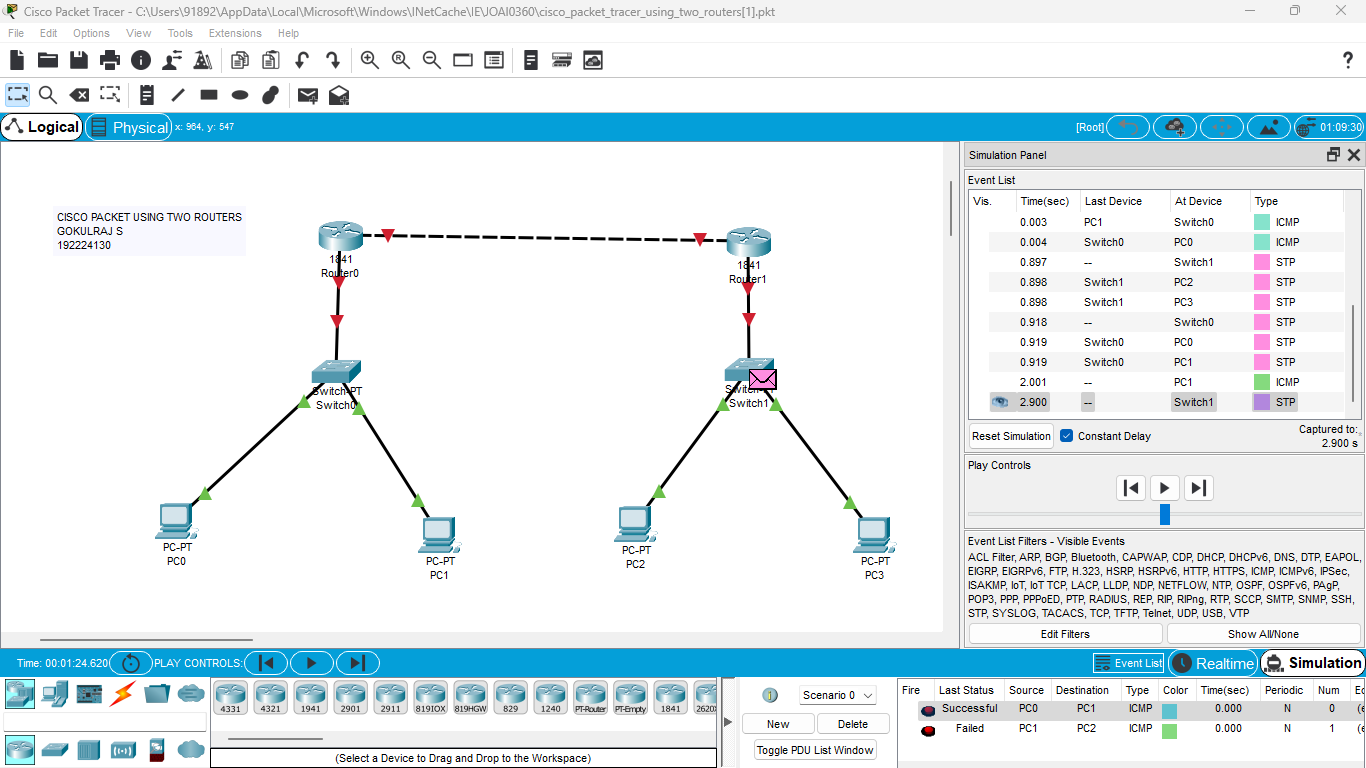 Cisco Packet Tracer - C:\Users\91892\AppData\Local\Microsoft\Windows\INetCache\IE\JOAI0360\cisco_packet_tracer_using_two_routers[1].pkt
File Edit Options View Tools Extensions Help
Logical Physical x: 964, y: 547 [Root] 01:09:30
CISCO PACKET USING TWO ROUTERS
GOKULRAJ S
192224130
1841
Router0
1841
Router1
Switch-PT
Switch0
Switch1
PC-PT
PC0
PC-PT
PC1
PC-PT
PC2
PC-PT
PC3
Simulation Panel
Event List
Vis. Time(sec) Last Device At Device Type
0.003 PC1 Switch0 ICMP
0.004 Switch0 PC0 ICMP
0.897 -- Switch1 STP
0.898 Switch1 PC2 STP
0.898 Switch1 PC3 STP
0.918 -- Switch0 STP
0.919 Switch0 PC0 STP
0.919 Switch0 PC1 STP
2.001 -- PC1 ICMP
2.900 -- Switch1 STP
Reset Simulation Constant Delay Captured to:
2.900 s
Play Controls
Event List Filters - Visible Events
ACL Filter, ARP, BGP, Bluetooth, CAPWAP, CDP, DHCP, DHCPv6, DNS, DTP, EAPOL,
EIGRP, EIGRPv6, FTP, H.323, HSRP, HSRPv6, HTTP, HTTPS, ICMP, ICMPv6, IPSec,
ISAKMP, IoT, IoT TCP, LACP, LLDP, NDP, NETFLOW, NTP, OSPF, OSPFv6, PAgP,
POP3, PPP, PPPoED, PTP, RADIUS, REP, RIP, RIPng, RTP, SCCP, SMTP, SNMP, SSH,
STP, SYSLOG, TACACS, TCP, TFTP, Telnet, UDP, USB, VTP
Edit Filters Show All/None
Time: 00:01:24.620 PLAY CONTROLS: Event List Realtime Simulation
4331 4321 1941 2901 2911 819IOX 819HGW 829 1240 PT-Router PT-Empty 1841 2620X
(Select a Device to Drag and Drop to the Workspace)
Scenario 0
New Delete
Toggle PDU List Window
Fire Last Status Source Destination Type Color Time(sec) Periodic Num Ec
Successful PC0 PC1 ICMP 0.000 N 0 (e
Failed PC1 PC2 ICMP 0.000 N 1 (e